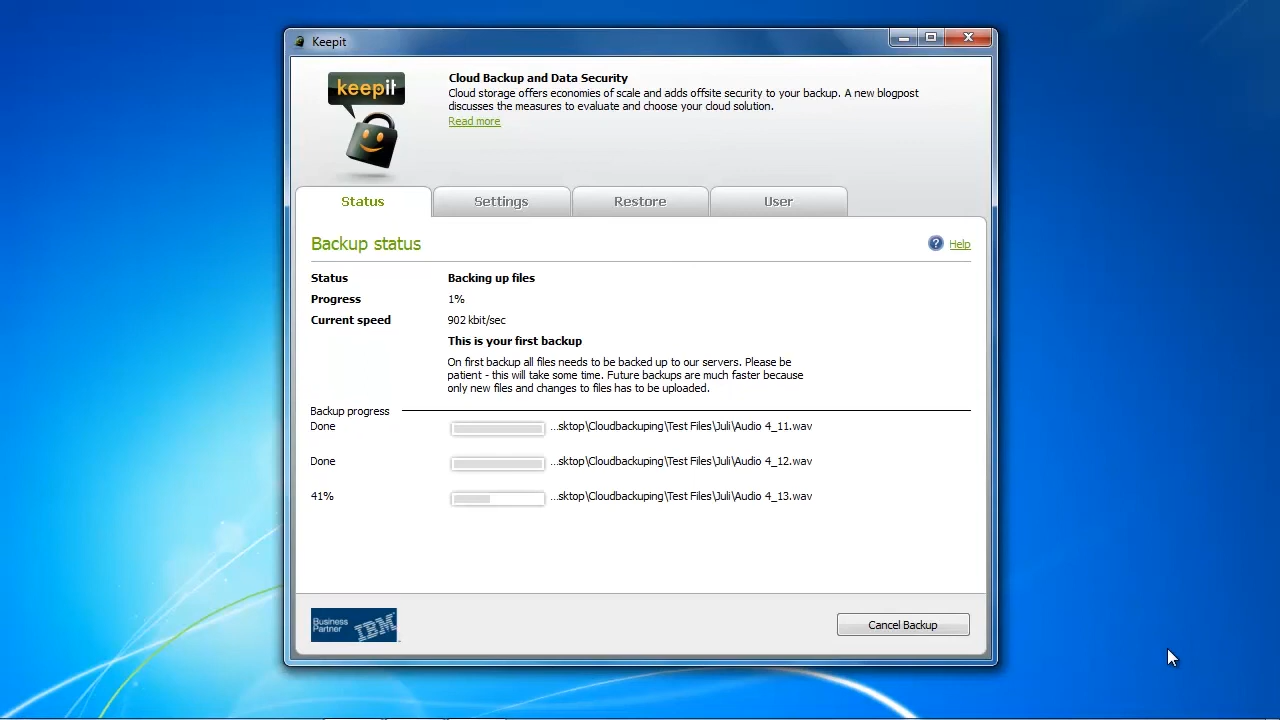 Keepit
keepit
Cloud Backup and Data Security
Cloud storage offers economies of scale and adds offsite security to your backup. A new blogpost
discusses the measures to evaluate and choose your cloud solution.
Read more
Status Settings Restore User
Backup status
? Help
Status Backing up files
Progress 1%
Current speed 902 kbit/sec
This is your first backup
On first backup all files needs to be backed up to our servers. Please be
patient - this will take some time. Future backups are much faster because
only new files and changes to files has to be uploaded.
Backup progress
Done ...sktop\Cloudbackuping\Test Files\Juli\Audio 4_11.wav
Done ...sktop\Cloudbackuping\Test Files\Juli\Audio 4_12.wav
41% ...sktop\Cloudbackuping\Test Files\Juli\Audio 4_13.wav
Business
Partner IBM
Cancel Backup